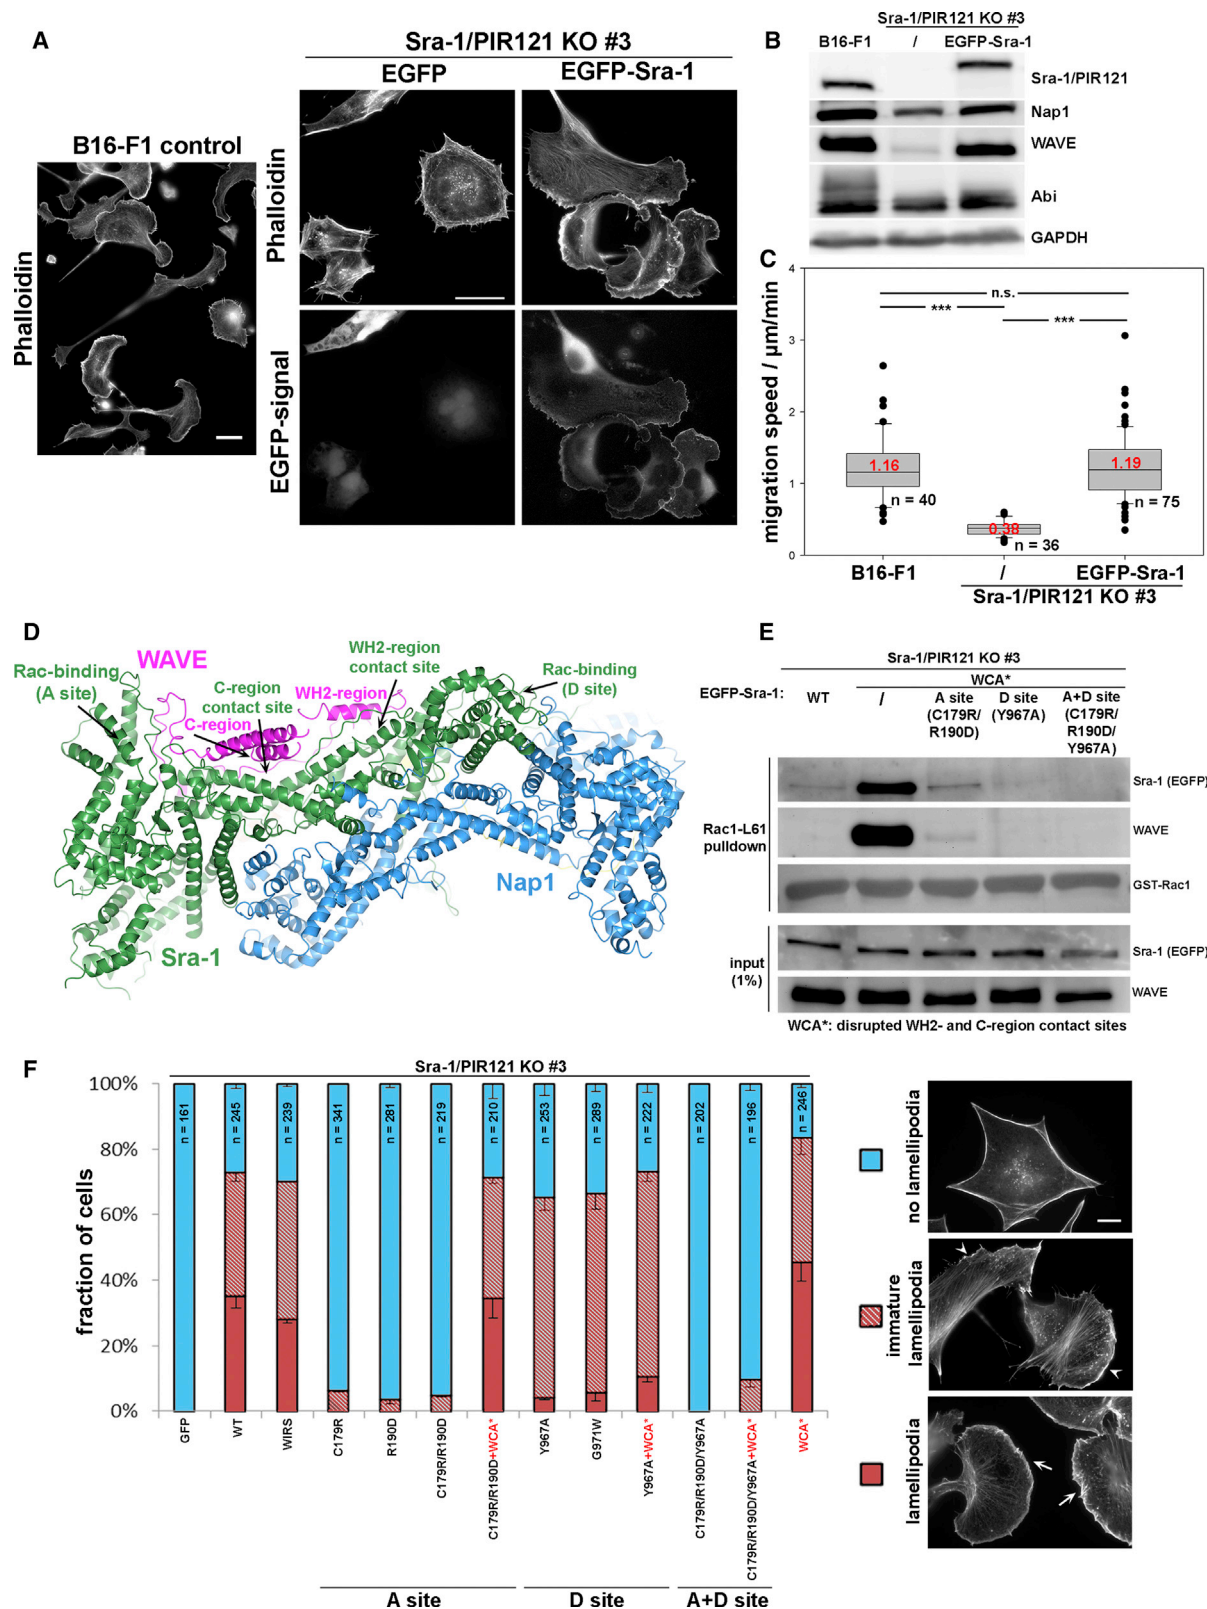 A
Sra-1/PIR121 KO #3
EGFP
EGFP-Sra-1
B16-F1 control
Phalloidin
Phalloidin
EGFP-signal
B
Sra-1/PIR121 KO #3
B16-F1
/
EGFP-Sra-1
Sra-1/PIR121
Nap1
WAVE
Abi
GAPDH
C
migration speed / µm/min
4
3
2
1
0
n.s.
***
***
1.16
n = 40
0.38
n = 36
1.19
n = 75
B16-F1
/
EGFP-Sra-1
Sra-1/PIR121 KO #3
D
Rac-binding
(A site)
WAVE
C-region
contact site
C-region
WH2-region
WH2-region
contact site
Rac-binding
(D site)
Nap1
Sra-1
E
Sra-1/PIR121 KO #3
WCA*
EGFP-Sra-1:
WT
/
A site
(C179R/
R190D)
D site
(Y967A)
A+D site
(C179R/
R190D/
Y967A)
Rac1-L61
pulldown
Sra-1 (EGFP)
WAVE
GST-Rac1
input
(1%)
Sra-1 (EGFP)
WAVE
WCA*: disrupted WH2- and C-region contact sites
F
Sra-1/PIR121 KO #3
fraction of cells
100%
80%
60%
40%
20%
0%
n = 161
n = 245
n = 239
n = 341
n = 281
n = 219
n = 210
n = 253
n = 289
n = 222
n = 202
n = 196
n = 246
GFP
WT
WIRS
C179R
R190D
C179R/R190D
C179R/R190D+WCA*
Y967A
G971W
Y967A+WCA*
C179R/R190D/Y967A
C179R/R190D/Y967A+WCA*
WCA*
A site
D site
A+D site
no lamellipodia
immature
lamellipodia
lamellipodia